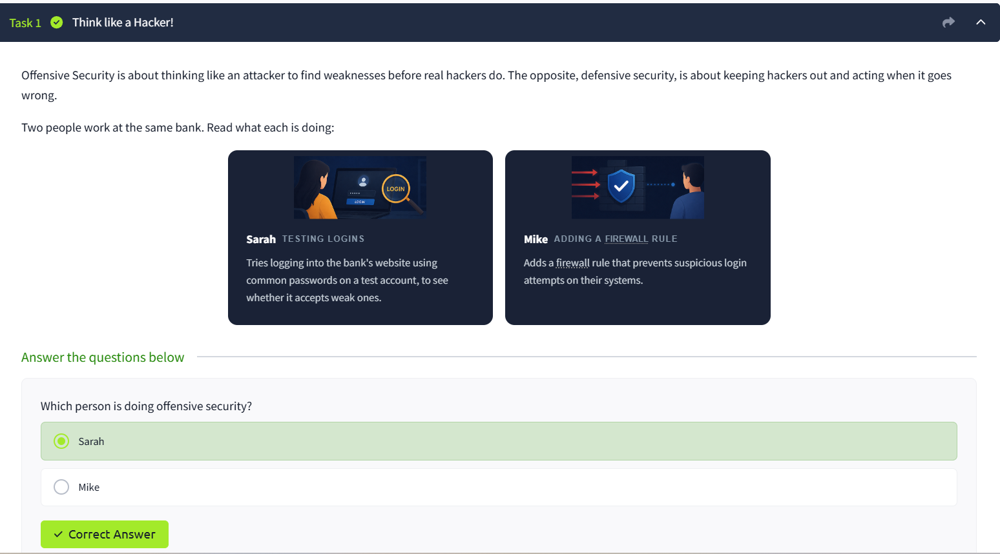 Task 1 Think like a Hacker!
Offensive Security is about thinking like an attacker to find weaknesses before real hackers do. The opposite, defensive security, is about keeping hackers out and acting when it goes
wrong.
Two people work at the same bank. Read what each is doing:
LOGIN
LOGIN
Sarah TESTING LOGINS
Tries logging into the bank's website using
common passwords on a test account, to see
whether it accepts weak ones.
Mike ADDING A FIREWALL RULE
Adds a firewall rule that prevents suspicious login
attempts on their systems.
Answer the questions below
Which person is doing offensive security?
Sarah
Mike
Correct Answer